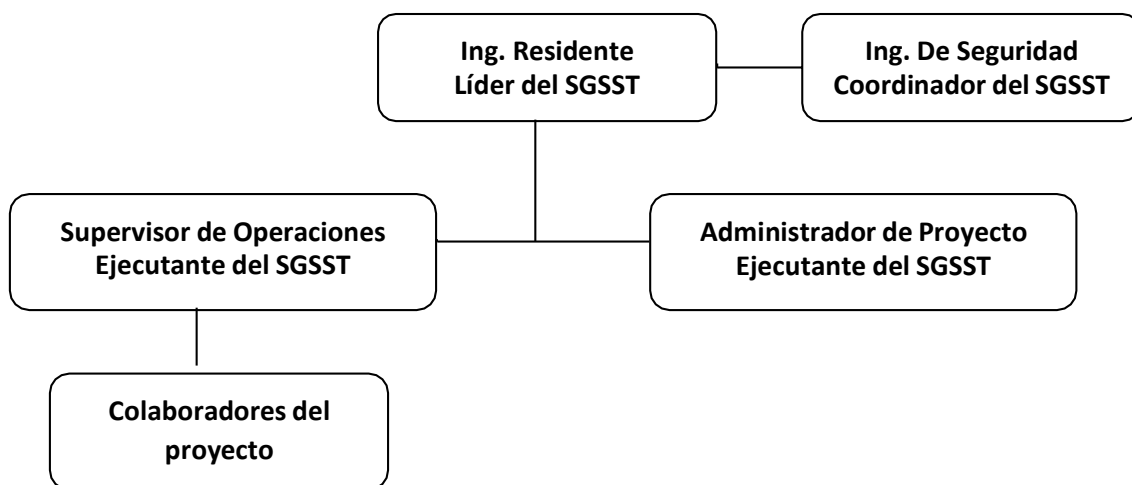 Ing. Residente
Líder del SGSST
Ing. De Seguridad
Coordinador del SGSST
Supervisor de Operaciones
Ejecutante del SGSST
Administrador de Proyecto
Ejecutante del SGSST
Colaboradores del
proyecto